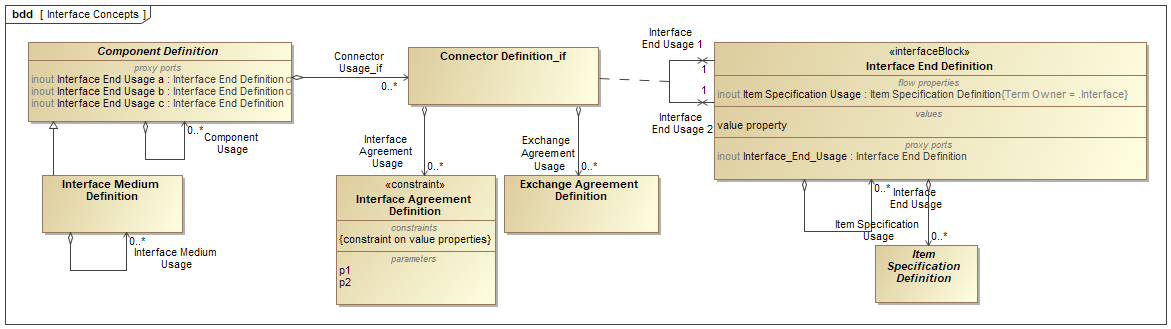 bdd [ Interface Concepts ]
Component Definition
proxy ports
inout Interface End Usage a : Interface End Definition
inout Interface End Usage b : Interface End Definition
inout Interface End Usage c : Interface End Definition
0..*
Component
Usage
Connector
Usage_if
0..*
Connector Definition_if
Interface
End Usage 1
1
1
Interface
End Usage 2
«interfaceBlock»
Interface End Definition
flow properties
inout Item Specification Usage : Item Specification Definition{Term Owner = .Interface}
values
value property
proxy ports
inout Interface_End_Usage : Interface End Definition
Interface
Agreement
Usage
0..*
Exchange
Agreement
Usage
0..*
Interface Medium
Definition
0..*
Interface Medium
Usage
«constraint»
Interface Agreement
Definition
constraints
{constraint on value properties}
parameters
p1
p2
Exchange Agreement
Definition
0..*
Interface
End Usage
Item Specification
Usage
0..*
Item
Specification
Definition